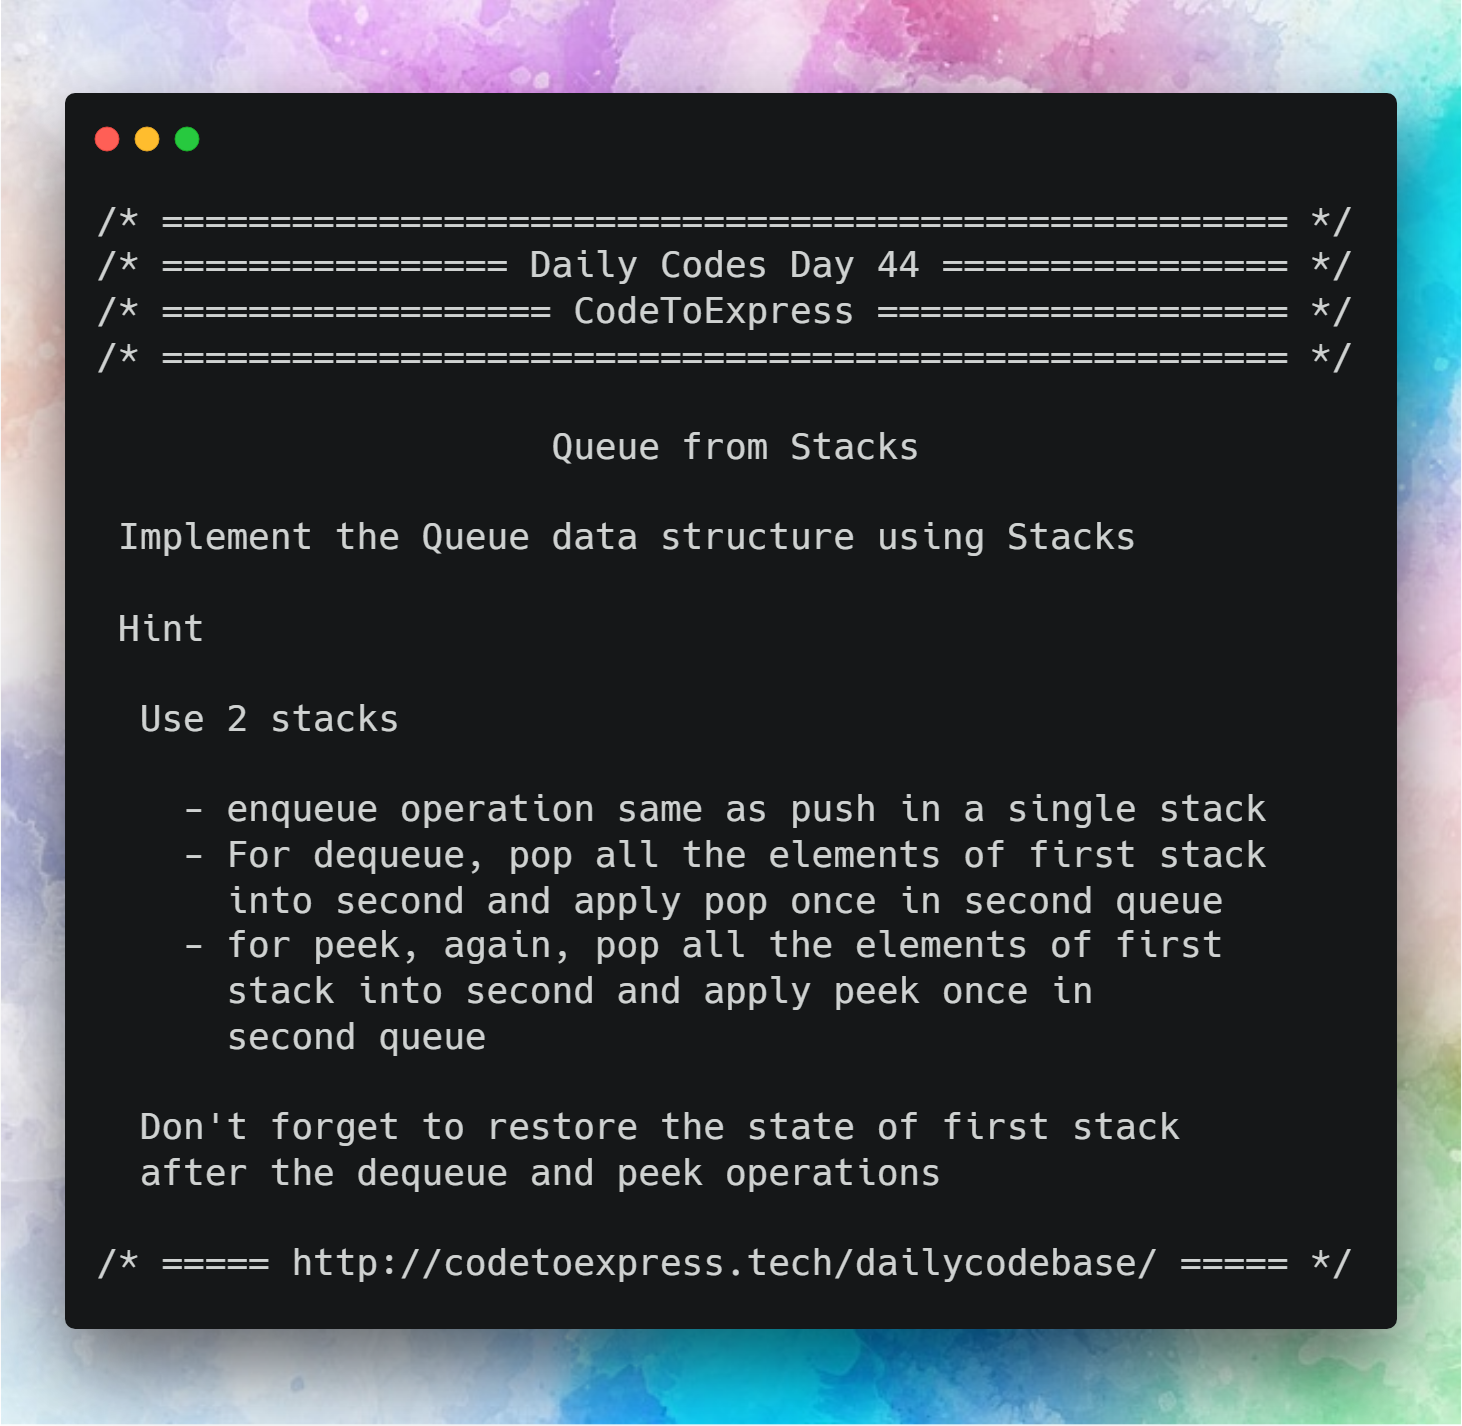 /* ==================================================== */
/* ================ Daily Codes Day 44 ================ */
/* ================== CodeToExpress =================== */
/* ==================================================== */
Queue from Stacks
Implement the Queue data structure using Stacks
Hint
Use 2 stacks
- enqueue operation same as push in a single stack
- For dequeue, pop all the elements of first stack
into second and apply pop once in second queue
- for peek, again, pop all the elements of first
stack into second and apply peek once in
second queue
Don't forget to restore the state of first stack
after the dequeue and peek operations
/* ===== http://codetoexpress.tech/dailycodebase/ ===== */